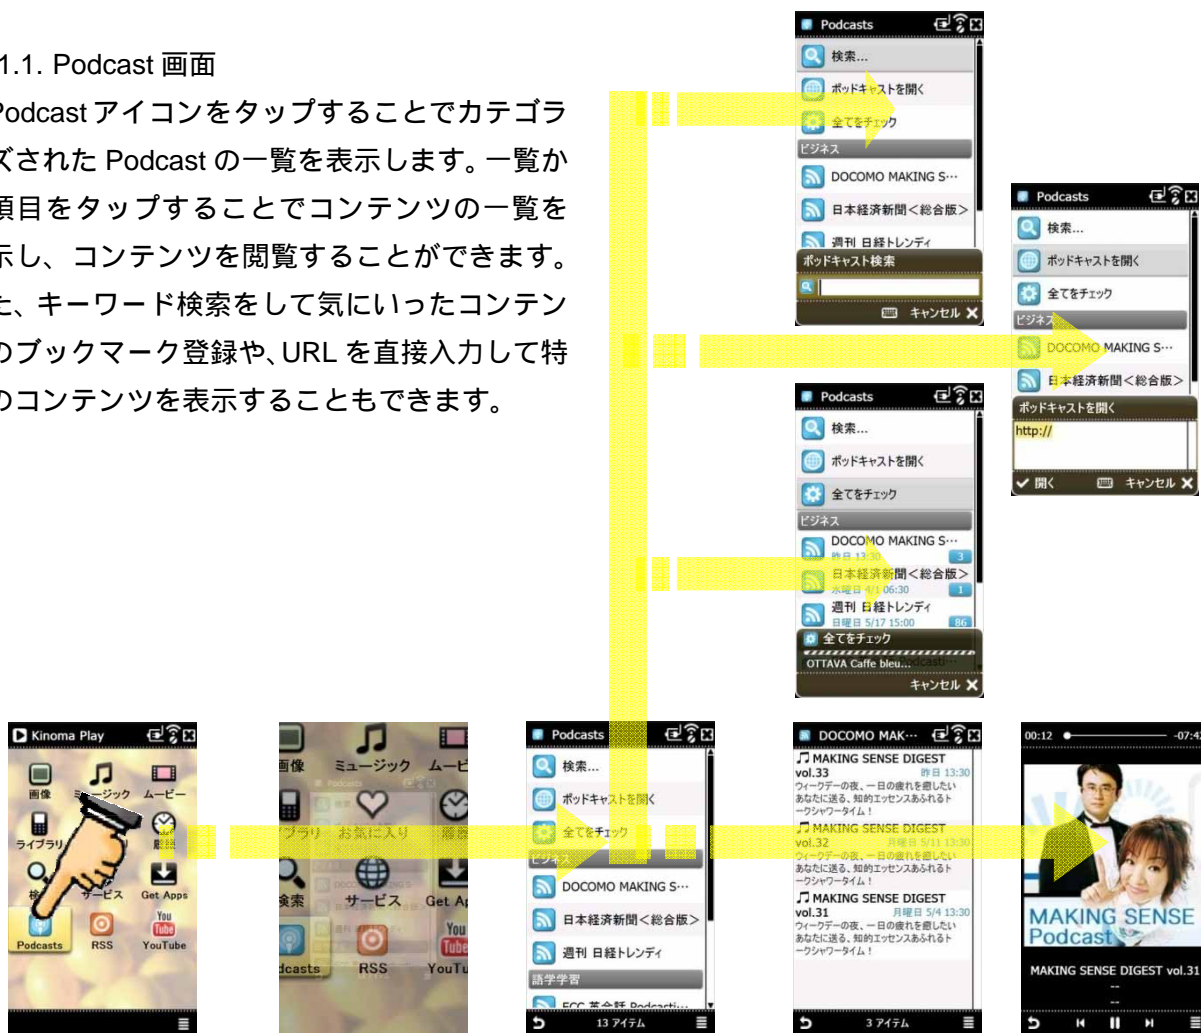 1.1. Podcast 画面
Podcast アイコンをタップすることでカテゴラ
ズされた Podcast の一覧を表示します。一覧か
項目をタップすることでコンテンツの一覧を
示し、コンテンツを閲覧することができます。
た、キーワード検索をして気にいったコンテン
のブックマーク登録や、URL を直接入力して特
のコンテンツを表示することもできます。
Podcasts
検索...
ポッドキャストを開く
全てをチェック
ビジネス
DOCOMO MAKING S…
日本経済新聞＜総合版＞
週刊 日経トレンディ
ポッドキャスト検索
キャンセル
Podcasts
検索...
ポッドキャストを開く
全てをチェック
ビジネス
DOCOMO MAKING S…
日本経済新聞＜総合版＞
ポッドキャストを開く
http://
開く キャンセル
Podcasts
検索...
ポッドキャストを開く
全てをチェック
ビジネス
DOCOMO MAKING S…
昨日 13:30 3
日本経済新聞＜総合版＞
水曜日 4/1 06:30 1
週刊 日経トレンディ
日曜日 5/17 15:00 86
全てをチェック
OTTAVA Caffe bleu...
キャンセル
Kinoma Play
画像 ミュージック ムービー
ライブラリ 履歴
検 サービス Get Apps
Podcasts RSS YouTube
画像 ミュージック ムービ
イブラリ お気に入り 履歴
検索 サービス Get Ap
dcasts RSS YouTu
Podcasts
検索...
ポッドキャストを開く
全てをチェック
ビジネス
DOCOMO MAKING S…
日本経済新聞＜総合版＞
週刊 日経トレンディ
語学学習
ECC 英会話 Podcasti…
13 アイテム
DOCOMO MAK…
MAKING SENSE DIGEST
vol.33 昨日 13:30
ウィークデーの夜、一日の疲れを癒したい
あなたに送る、知的エッセンスあふれるト
ークシャワータイム！
MAKING SENSE DIGEST
vol.32 月曜日 5/11 13:30
ウィークデーの夜、一日の疲れを癒したい
あなたに送る、知的エッセンスあふれるト
ークシャワータイム！
MAKING SENSE DIGEST
vol.31 月曜日 5/4 13:30
ウィークデーの夜、一日の疲れを癒したい
あなたに送る、知的エッセンスあふれるト
ークシャワータイム！
3 アイテム
00:12 -07:42
MAKING SENSE
Podcast
MAKING SENSE DIGEST vol.31
--
--